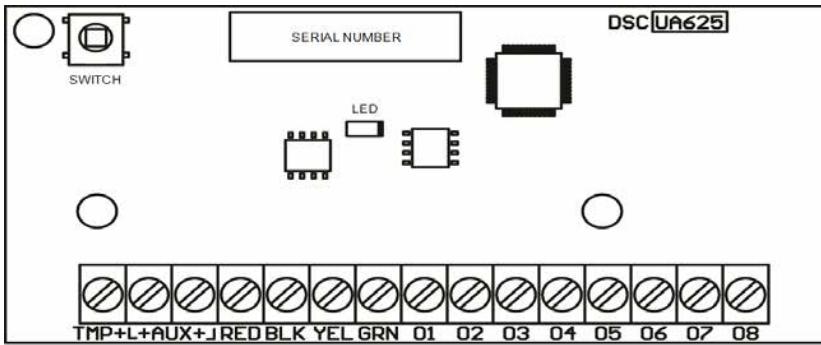 DSC UA625
SERIAL NUMBER
SWITCH
LED
TMP+ L+AUX+┘ RED BLK YEL GRN O1 O2 O3 O4 O5 O6 O7 O8